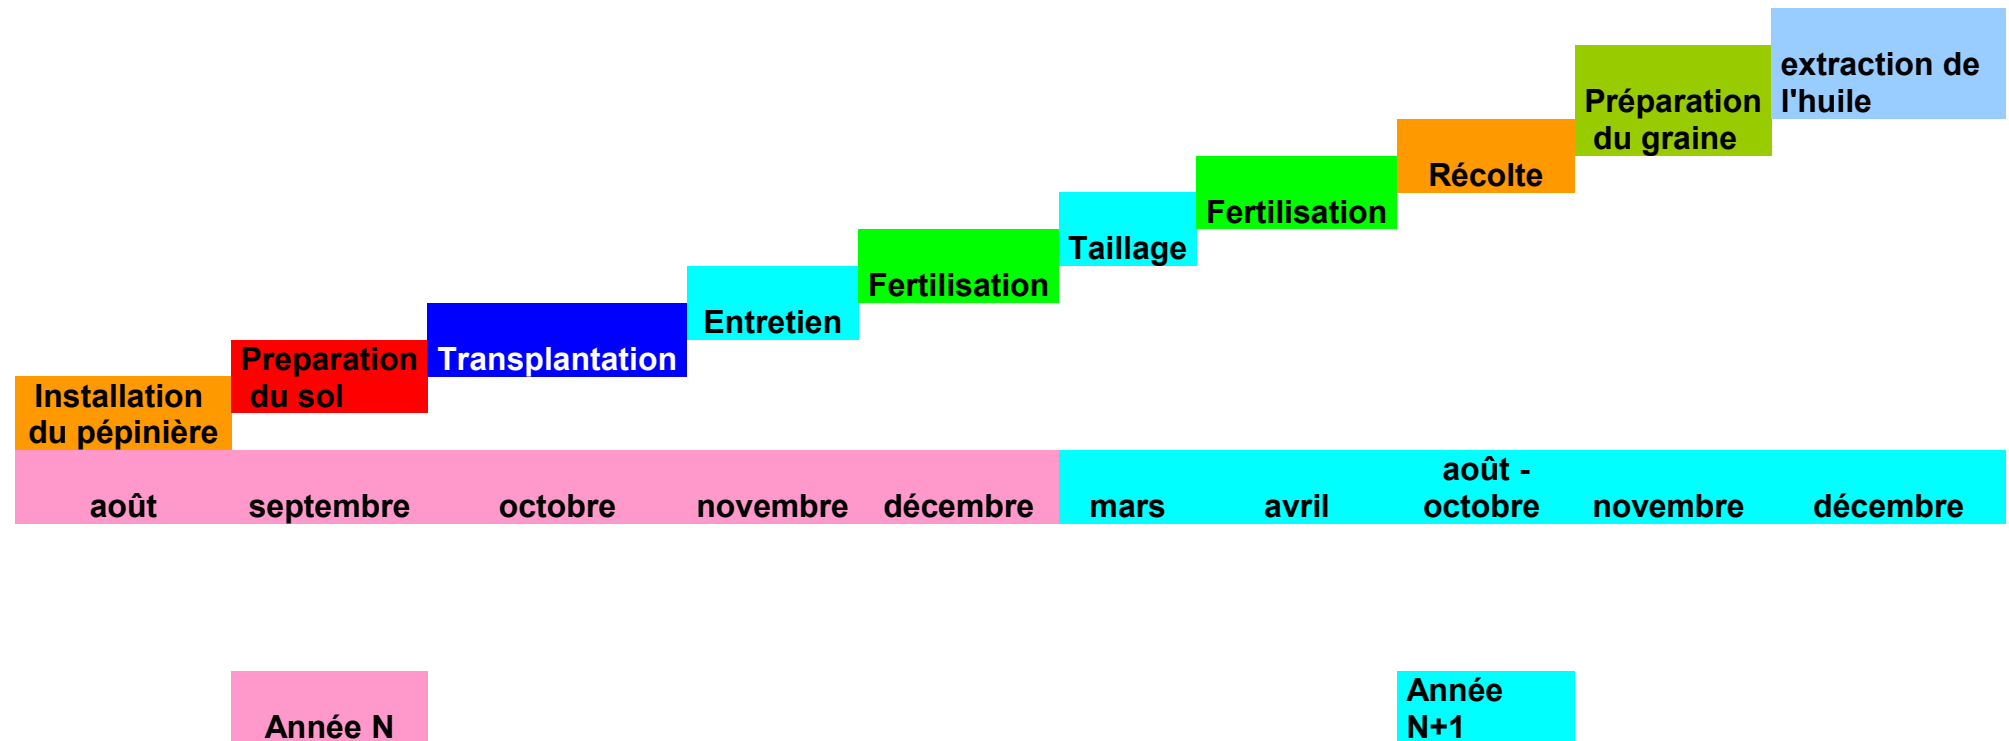 extraction de
l'huile
Préparation
du graine
Récolte
Fertilisation
Taillage
Fertilisation
Entretien
Transplantation
Preparation
du sol
Installation
du pépinière
août septembre octobre novembre décembre mars avril août -
octobre novembre décembre
Année N
Année
N+1